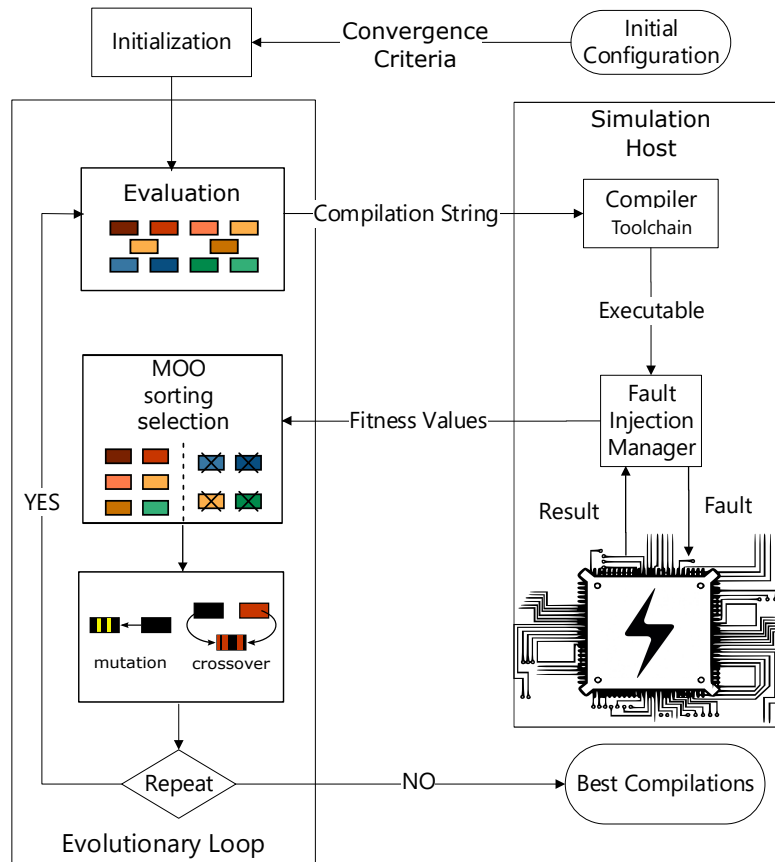 Initialization
Convergence
Criteria
Initial
Configuration
Simulation
Host
Evaluation
Compilation String
Compiler
Toolchain
Executable
MOO
sorting
selection
Fitness Values
Fault
Injection
Manager
YES
Result
Fault
mutation
crossover
Repeat
NO
Best Compilations
Evolutionary Loop